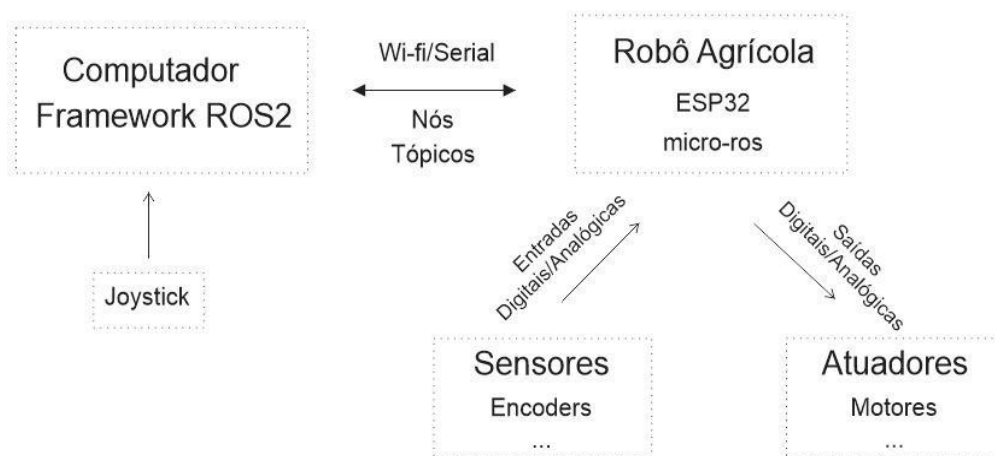 Computador
Framework ROS2
Wi-fi/Serial
Nós
Tópicos
Robô Agrícola
ESP32
micro-ros
Joystick
Entradas
Digitais/Analógicas
Saídas
Digitais/Analógicas
Sensores
Encoders
...
Atuadores
Motores
...